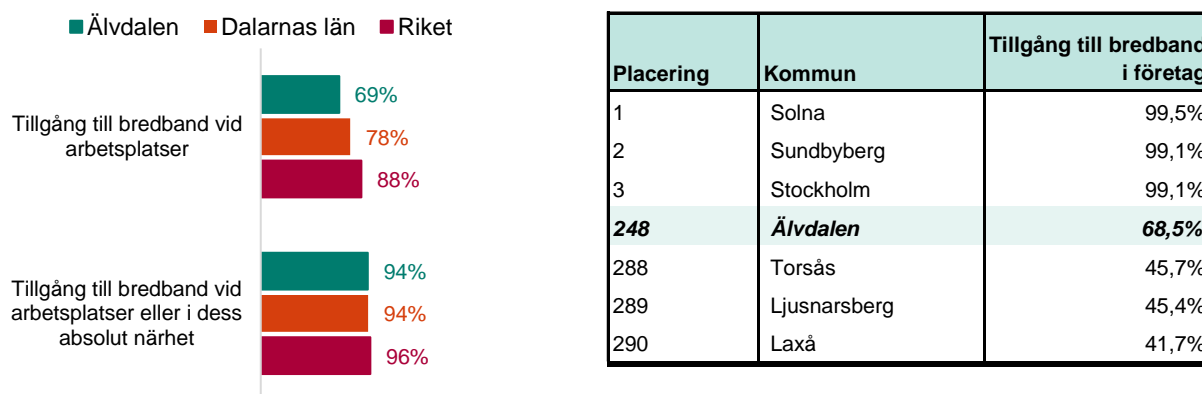 Älvdalen Dalarnas län Riket
Tillgång till bredband vid
arbetsplatser
69%
78%
88%
Tillgång till bredband vid
arbetsplatser eller i dess
absolut närhet
94%
94%
96%
Placering Kommun Tillgång till bredband
i företag
1 Solna 99,5%
2 Sundbyberg 99,1%
3 Stockholm 99,1%
248 Älvdalen 68,5%
288 Torsås 45,7%
289 Ljusnarsberg 45,4%
290 Laxå 41,7%